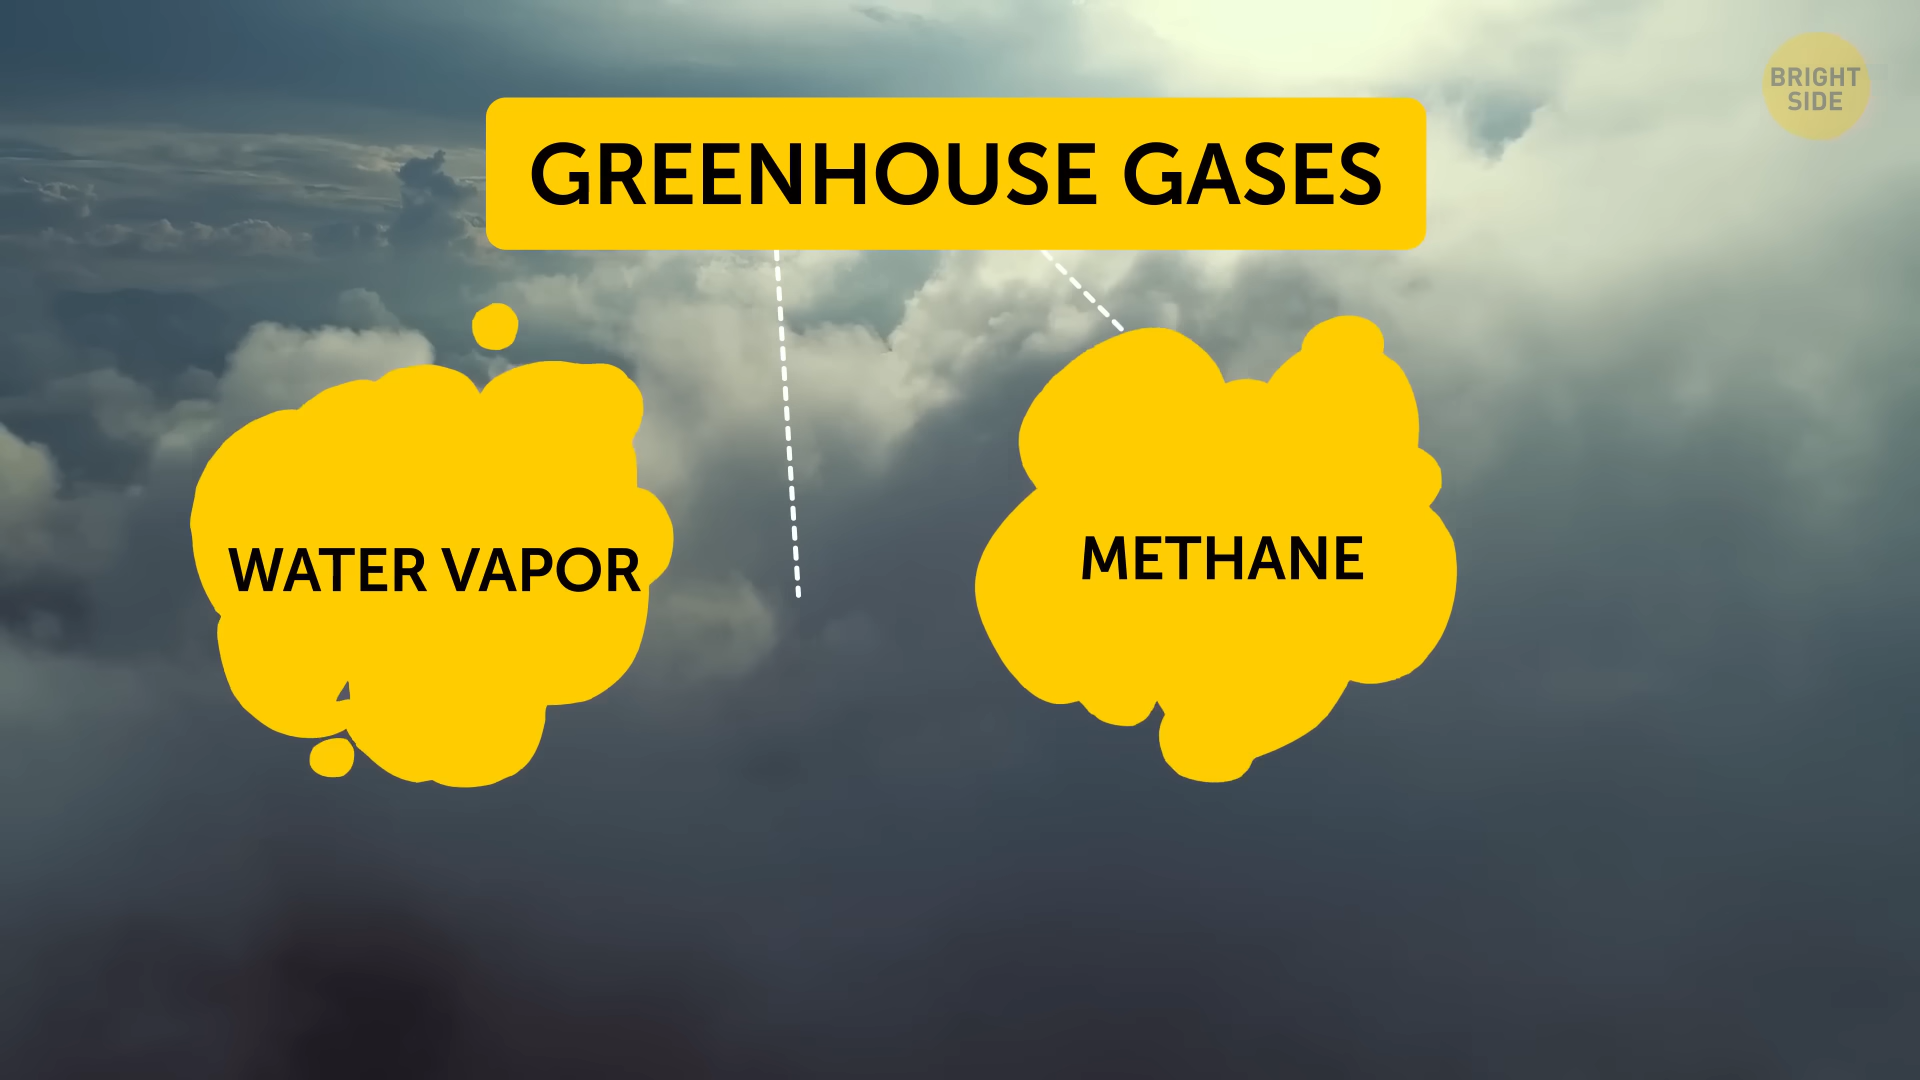 BRIGHT
SIDE
GREENHOUSE GASES
WATER VAPOR
METHANE